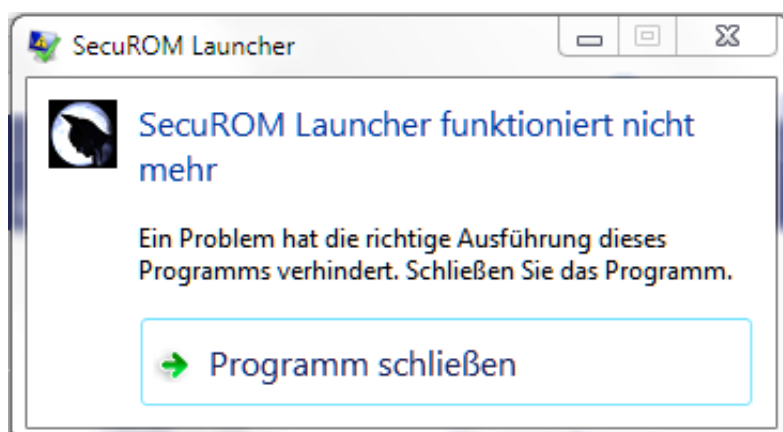 SecuROM Launcher
SecuROM Launcher funktioniert nicht
mehr
Ein Problem hat die richtige Ausführung dieses
Programms verhindert. Schließen Sie das Programm.
Programm schließen